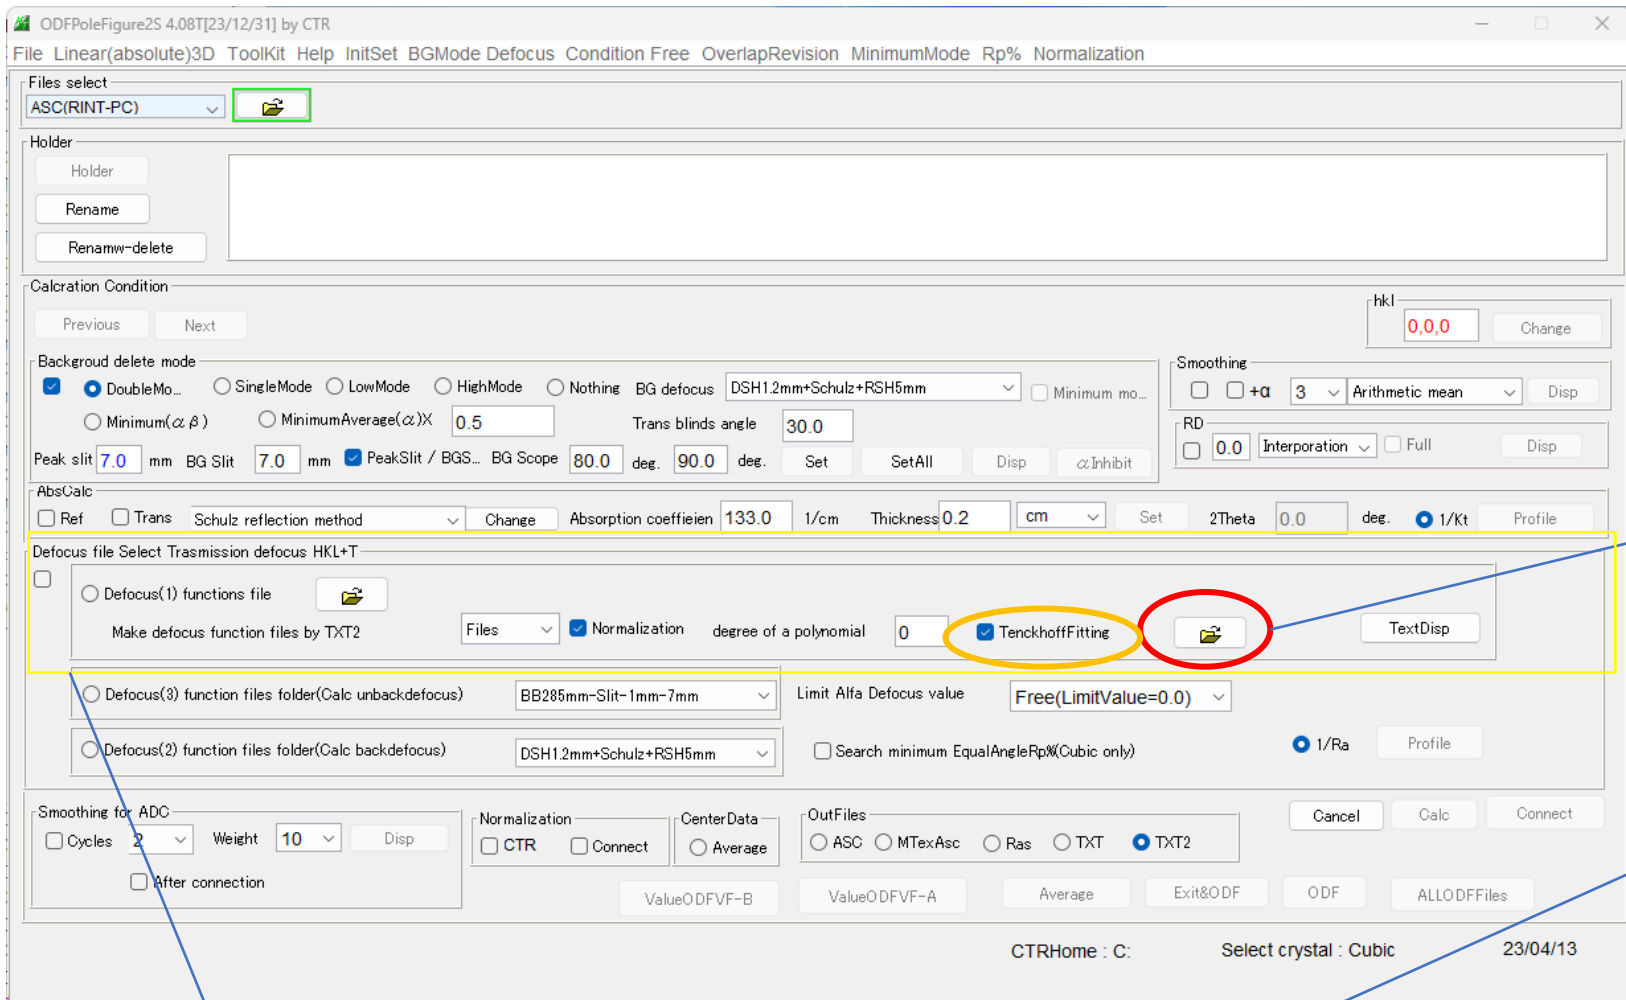 ODFPoleFigure2S 4.08T[23/12/31] by CTR
File Linear(absolute)3D ToolKit Help InitSet BGMode Defocus Condition Free OverlapRevision MinimumMode Rp% Normalization
Files select
ASC(RINT-PC)
Holder
Holder
Rename
Renamw-delete
Calcration Condition
Previous Next
hkl
0,0,0 Change
Backgroud delete mode
DoubleMo... SingleMode LowMode HighMode Nothing BG defocus DSH1.2mm+Schulz+RSH5mm Minimum mo...
Minimum(αβ) MinimumAverage(α)X 0.5 Trans blinds angle 30.0
Peak slit 7.0 mm BG Slit 7.0 mm PeakSlit / BGS... BG Scope 80.0 deg. 90.0 deg. Set SetAll Disp αInhibit
Smoothing
+α 3 Arithmetic mean Disp
RD
0.0 Interporation Full Disp
AbsCalc
Ref Trans Schulz reflection method Change Absorption coeffieien 133.0 1/cm Thickness 0.2 cm Set 2Theta 0.0 deg. 1/Kt Profile
Defocus file Select Trasmission defocus HKL+T
Defocus(1) functions file
Make defocus function files by TXT2 Files Normalization degree of a polynomial 0 TenckhoffFitting TextDisp
Defocus(3) function files folder(Calc unbackdefocus) BB285mm-Slit-1mm-7mm Limit Alfa Defocus value Free(LimitValue=0.0)
Defocus(2) function files folder(Calc backdefocus) DSH1.2mm+Schulz+RSH5mm Search minimum EqualAngleRp%(Cubic only) 1/Ra Profile
Smoothing for ADC
Cycles 2 Weight 10 Disp
After connection
Normalization
CTR Connect
CenterData
Average
OutFiles
ASC MTexAsc Ras TXT TXT2
Cancel Calc Connect
ValueODFVF-B ValueODFVF-A Average Exit&ODF ODF ALLODFFiles
CTRHome : C: Select crystal : Cubic 23/04/13